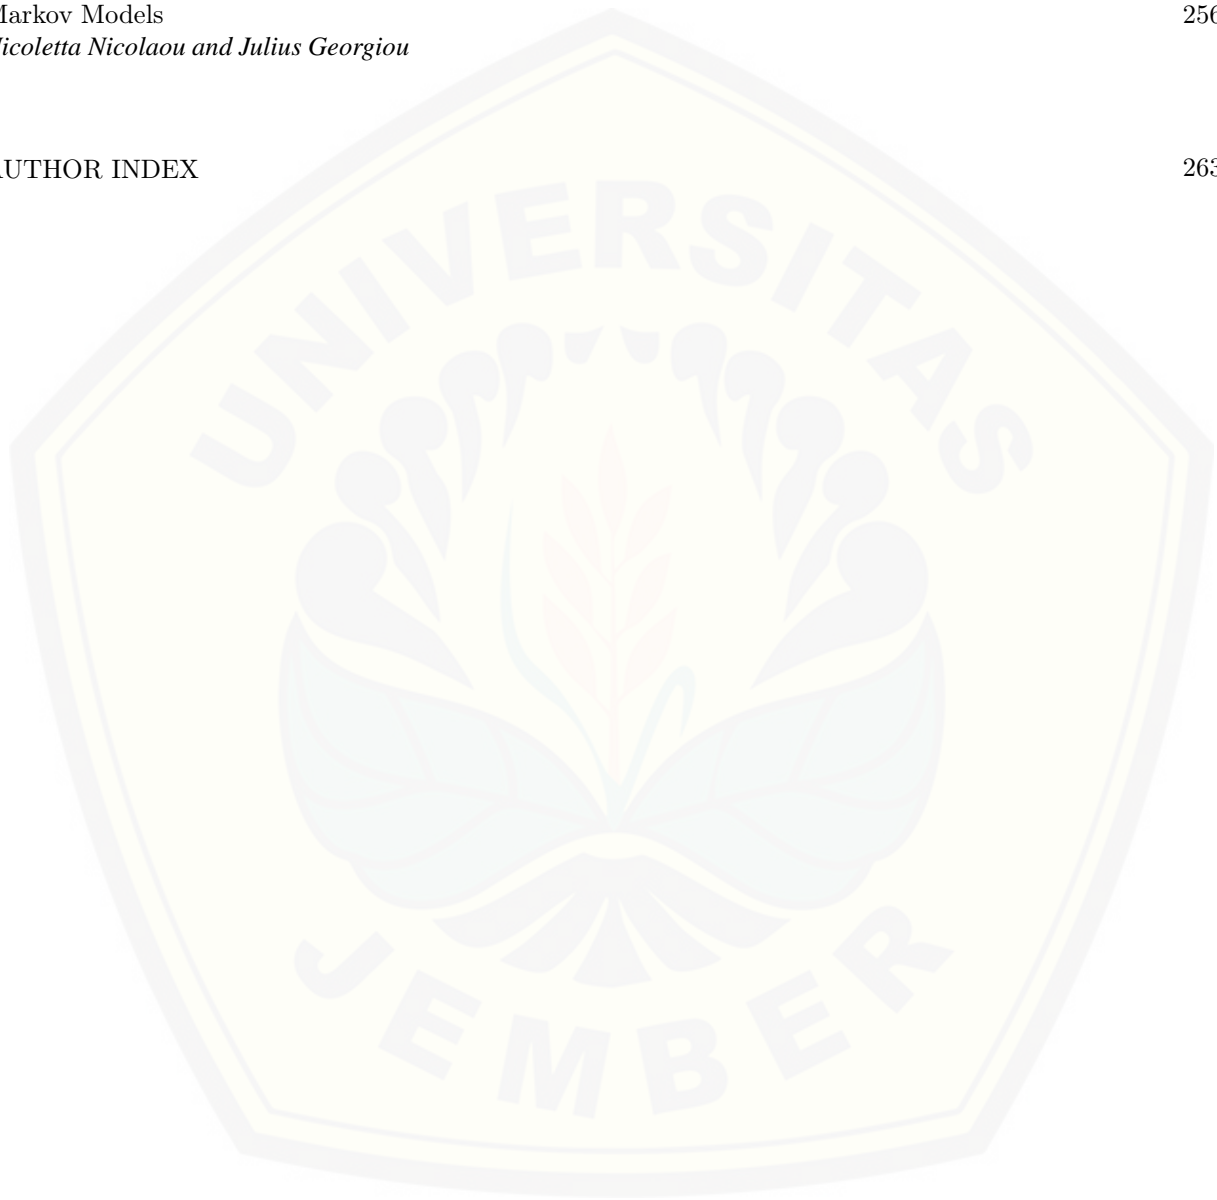 Markov Models 256
Nicoletta Nicolaou and Julius Georgiou
AUTHOR INDEX 263
UNIVERSITAS
JEMBER